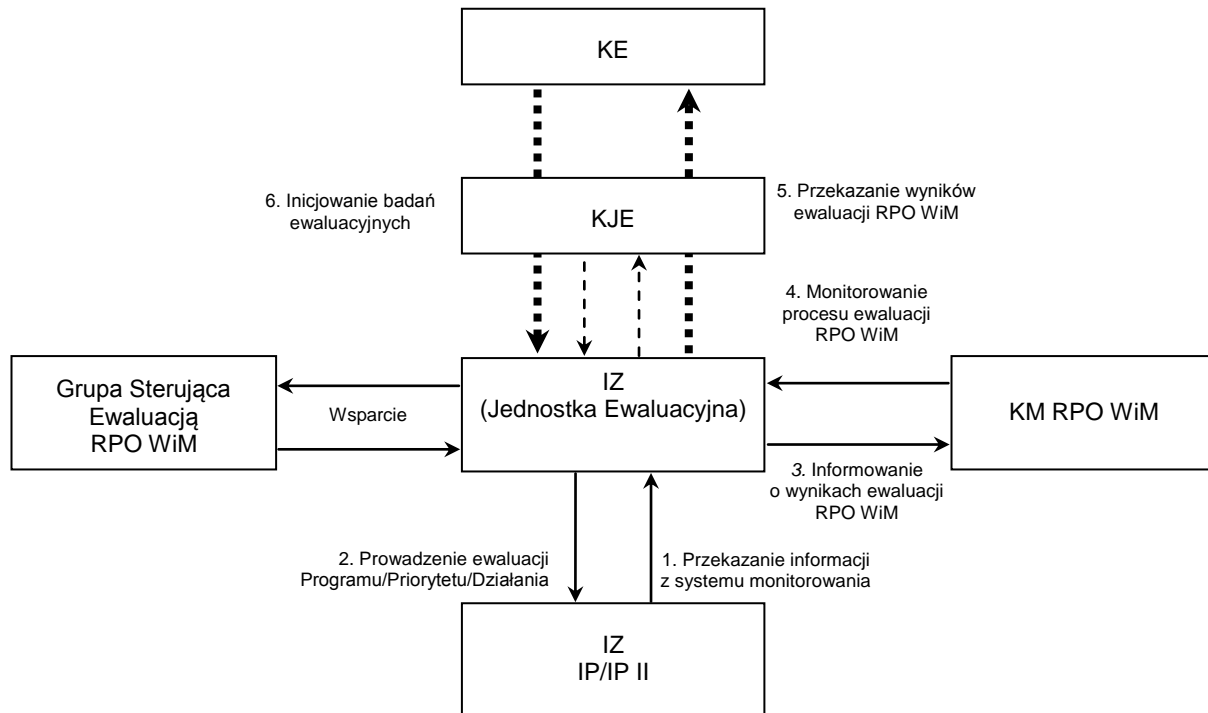 KE
6. Inicjowanie badań
ewaluacyjnych
KJE
5. Przekazanie wyników
ewaluacji RPO WiM
4. Monitorowanie
procesu ewaluacji
RPO WiM
Grupa Sterująca
Ewaluacją
RPO WiM
Wsparcie
IZ
(Jednostka Ewaluacyjna)
KM RPO WiM
3. Informowanie
o wynikach ewaluacji
RPO WiM
2. Prowadzenie ewaluacji
Programu/Priorytetu/Działania
1. Przekazanie informacji
z systemu monitorowania
IZ
IP/IP II